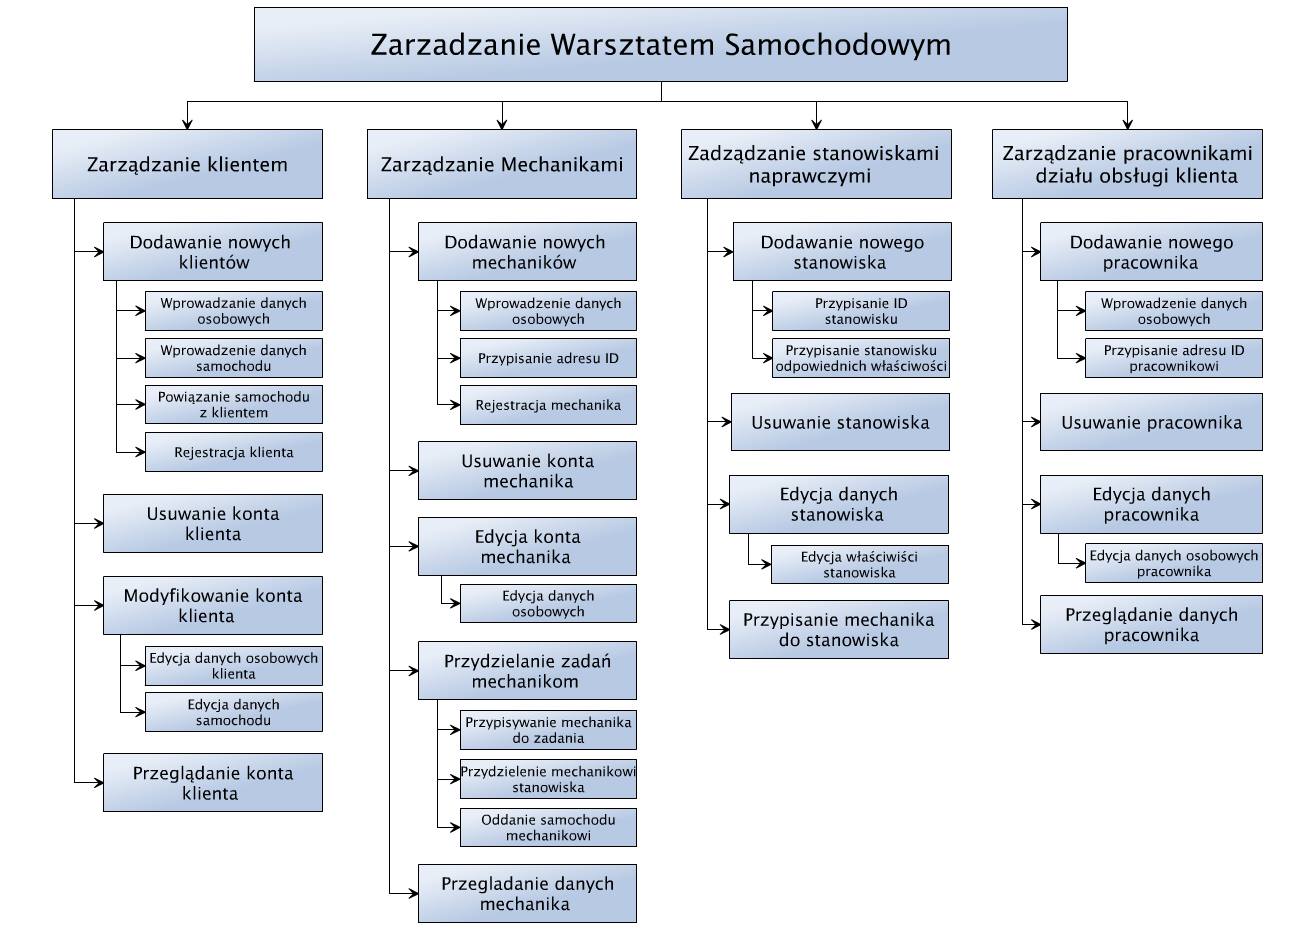 Zarzadzanie Warsztatem Samochodowym
Zarządzanie klientem
Dodawanie nowych
klientów
Wprowadzanie danych
osobowych
Wprowadzenie danych
samochodu
Powiązanie samochodu
z klientem
Rejestracja klienta
Usuwanie konta
klienta
Modyfikowanie konta
klienta
Edycja danych osobowych
klienta
Edycja danych
samochodu
Przeglądanie konta
klienta
Zarządzanie Mechanikami
Dodawanie nowych
mechaników
Wprowadzenie danych
osobowych
Przypisanie adresu ID
Rejestracja mechanika
Usuwanie konta
mechanika
Edycja konta
mechanika
Edycja danych
osobowych
Przydzielanie zadań
mechanikom
Przypisywanie mechanika
do zadania
Przydzielenie mechanikowi
stanowiska
Oddanie samochodu
mechanikowi
Przegladanie danych
mechanika
Zadządzanie stanowiskami
naprawczymi
Dodawanie nowego
stanowiska
Przypisanie ID
stanowisku
Przypisanie stanowisku
odpowiednich właściwości
Usuwanie stanowiska
Edycja danych
stanowiska
Edycja właściwiści
stanowiska
Przypisanie mechanika
do stanowiska
Zarządzanie pracownikami
działu obsługi klienta
Dodawanie nowego
pracownika
Wprowadzenie danych
osobowych
Przypisanie adresu ID
pracownikowi
Usuwanie pracownika
Edycja danych
pracownika
Edycja danych osobowych
pracownika
Przeglądanie danych
pracownika